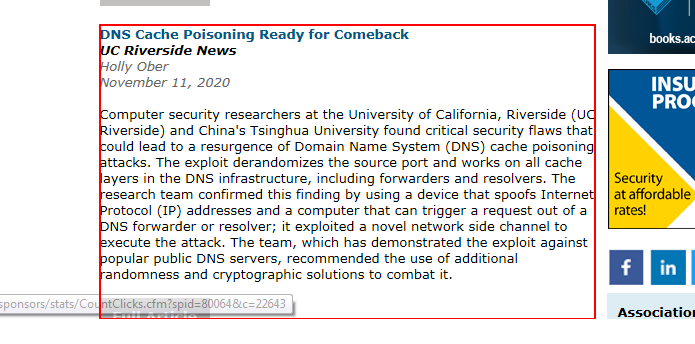 DNS Cache Poisoning Ready for Comeback
UC Riverside News
Holly Ober
November 11, 2020
Computer security researchers at the University of California, Riverside (UC
Riverside) and China's Tsinghua University found critical security flaws that
could lead to a resurgence of Domain Name System (DNS) cache poisoning
attacks. The exploit derandomizes the source port and works on all cache
layers in the DNS infrastructure, including forwarders and resolvers. The
research team confirmed this finding by using a device that spoofs Internet
Protocol (IP) addresses and a computer that can trigger a request out of a
DNS forwarder or resolver; it exploited a novel network side channel to
execute the attack. The team, which has demonstrated the exploit against
popular public DNS servers, recommended the use of additional
randomness and cryptographic solutions to combat it.
sponsors/stats/CountClicks.cfm?spid=80064&c=22643
Full Article
books.ac
INSU
PRO
Security
at affordable
rates!
f in
Association